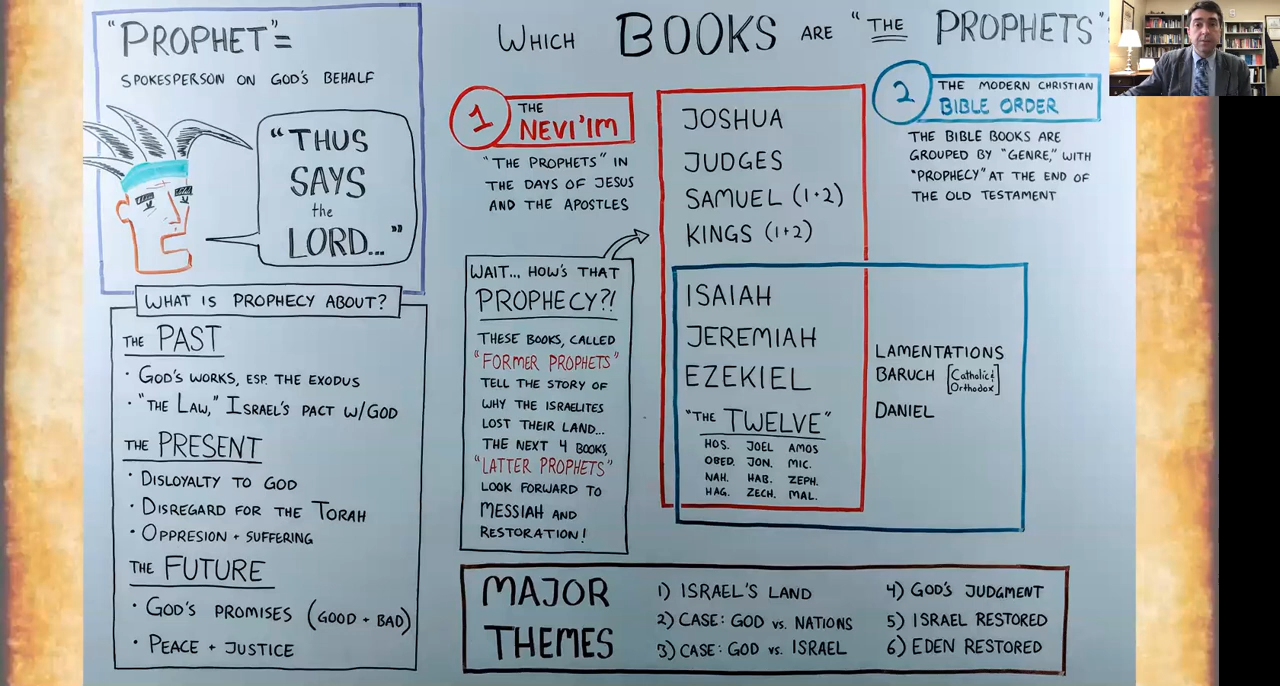 "PROPHET"=
SPOKESPERSON ON GOD'S BEHALF
"THUS
SAYS
the
LORD..."
WHAT IS PROPHECY ABOUT?
THE PAST
• GOD'S WORKS, ESP. THE EXODUS
• "THE LAW," ISRAEL'S PACT W/GOD
THE PRESENT
• DISLOYALTY TO GOD
• DISREGARD FOR THE TORAH
• OPPRESION + SUFFERING
THE FUTURE
• GOD'S PROMISES (GOOD + BAD)
• PEACE + JUSTICE
WHICH BOOKS ARE "THE PROPHETS"
1 THE
NEVI'IM
"THE PROPHETS" IN
THE DAYS OF JESUS
AND THE APOSTLES
WAIT... HOW'S THAT
PROPHECY?!
THESE BOOKS, CALLED
"FORMER PROPHETS"
TELL THE STORY OF
WHY THE ISRAELITES
LOST THEIR LAND...
THE NEXT 4 BOOKS,
"LATTER PROPHETS"
LOOK FORWARD TO
MESSIAH AND
RESTORATION!
JOSHUA
JUDGES
SAMUEL (1+2)
KINGS (1+2)
ISAIAH
JEREMIAH
EZEKIEL
"THE TWELVE"
HOS. JOEL AMOS
OBED. JON. MIC.
NAH. HAB. ZEPH.
HAG. ZECH. MAL.
2 THE MODERN CHRISTIAN
BIBLE ORDER
THE BIBLE BOOKS ARE
GROUPED BY "GENRE," WITH
"PROPHECY" AT THE END OF
THE OLD TESTAMENT
LAMENTATIONS
BARUCH [Catholic &
Orthodox]
DANIEL
MAJOR
THEMES
1) ISRAEL'S LAND
2) CASE: GOD VS. NATIONS
3) CASE: GOD VS. ISRAEL
4) GOD'S JUDGMENT
5) ISRAEL RESTORED
6) EDEN RESTORED